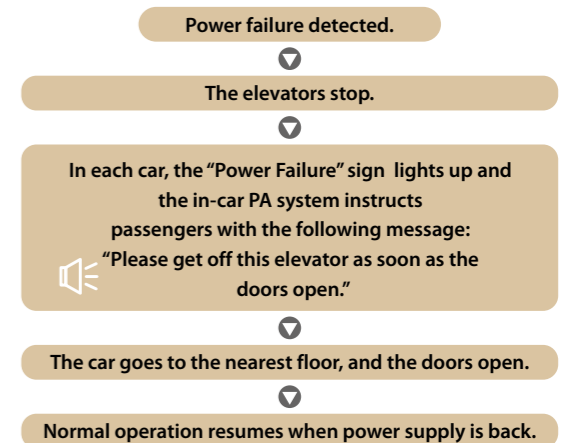 Power failure detected.
The elevators stop.
In each car, the “Power Failure” sign lights up and
the in-car PA system instructs
passengers with the following message:
“Please get off this elevator as soon as the
doors open.”
The car goes to the nearest floor, and the doors open.
Normal operation resumes when power supply is back.